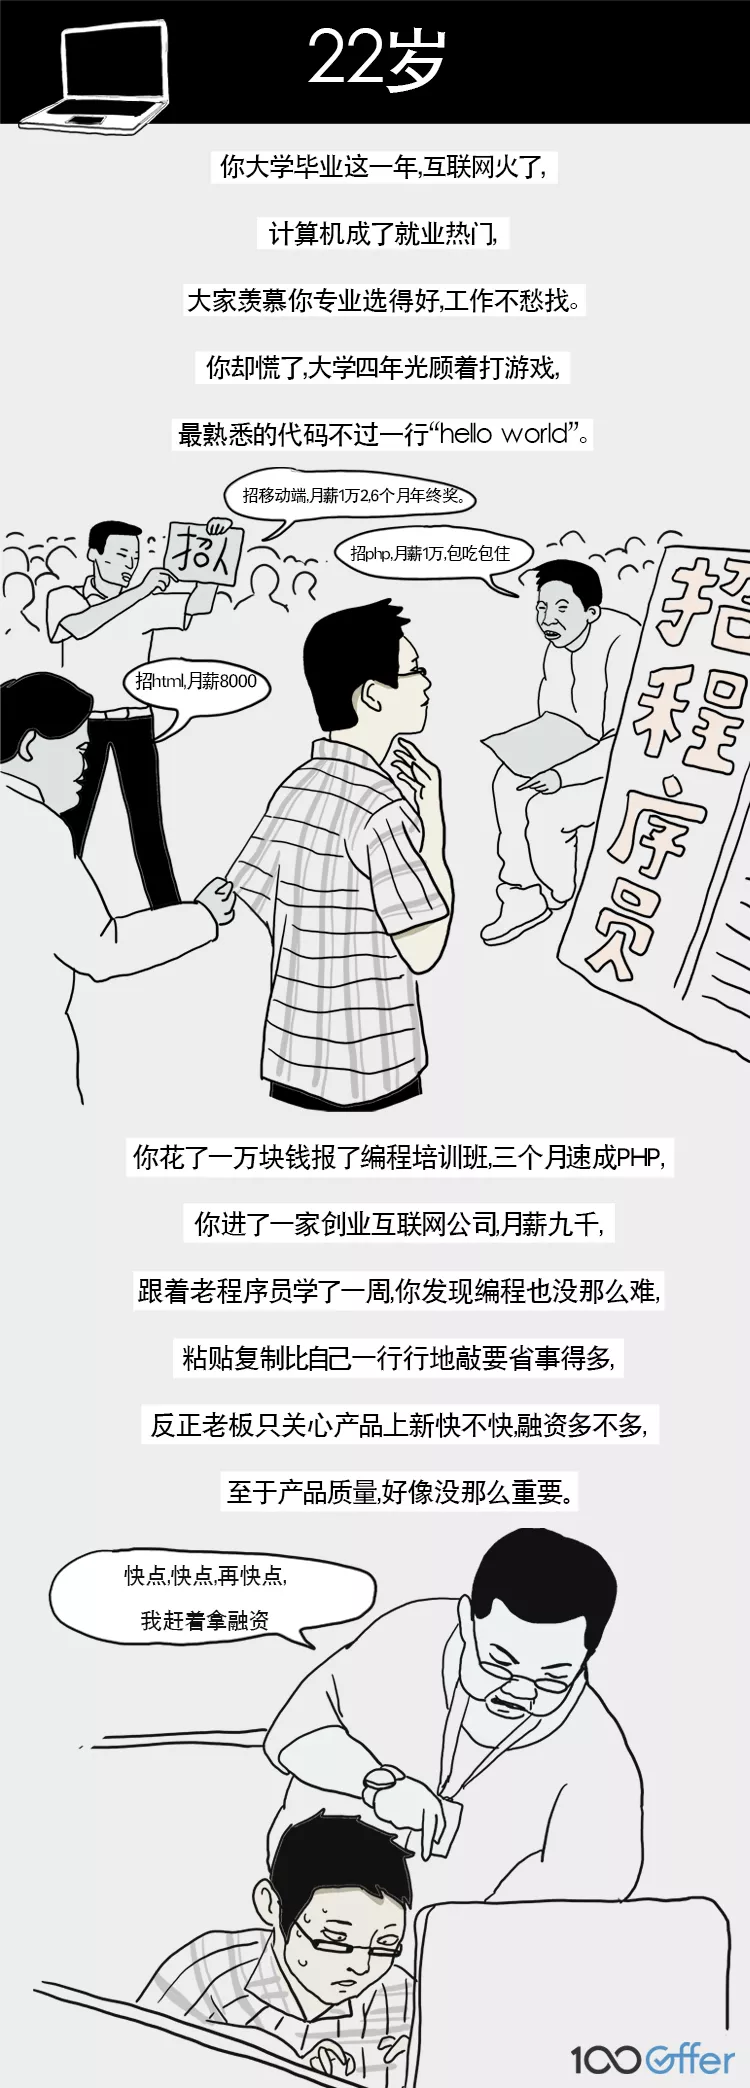 22岁
你大学毕业这一年,互联网火了,
计算机成了就业热门,
大家羡慕你专业选得好,工作不愁找。
你却慌了,大学四年光顾着打游戏,
最熟悉的代码不过一行“hello world”。
招移动端,月薪1万2,6个月年终奖。
招php,月薪1万,包吃包住
招人
招html,月薪8000
招程序员
你花了一万块钱报了编程培训班,三个月速成PHP,
你进了一家创业互联网公司,月薪九千,
跟着老程序员学了一周,你发现编程也没那么难,
粘贴复制比自己一行行地敲要省事得多,
反正老板只关心产品上新快不快,融资多不多,
至于产品质量,好像没那么重要。
快点,快点,再快点,
我赶着拿融资
100offer